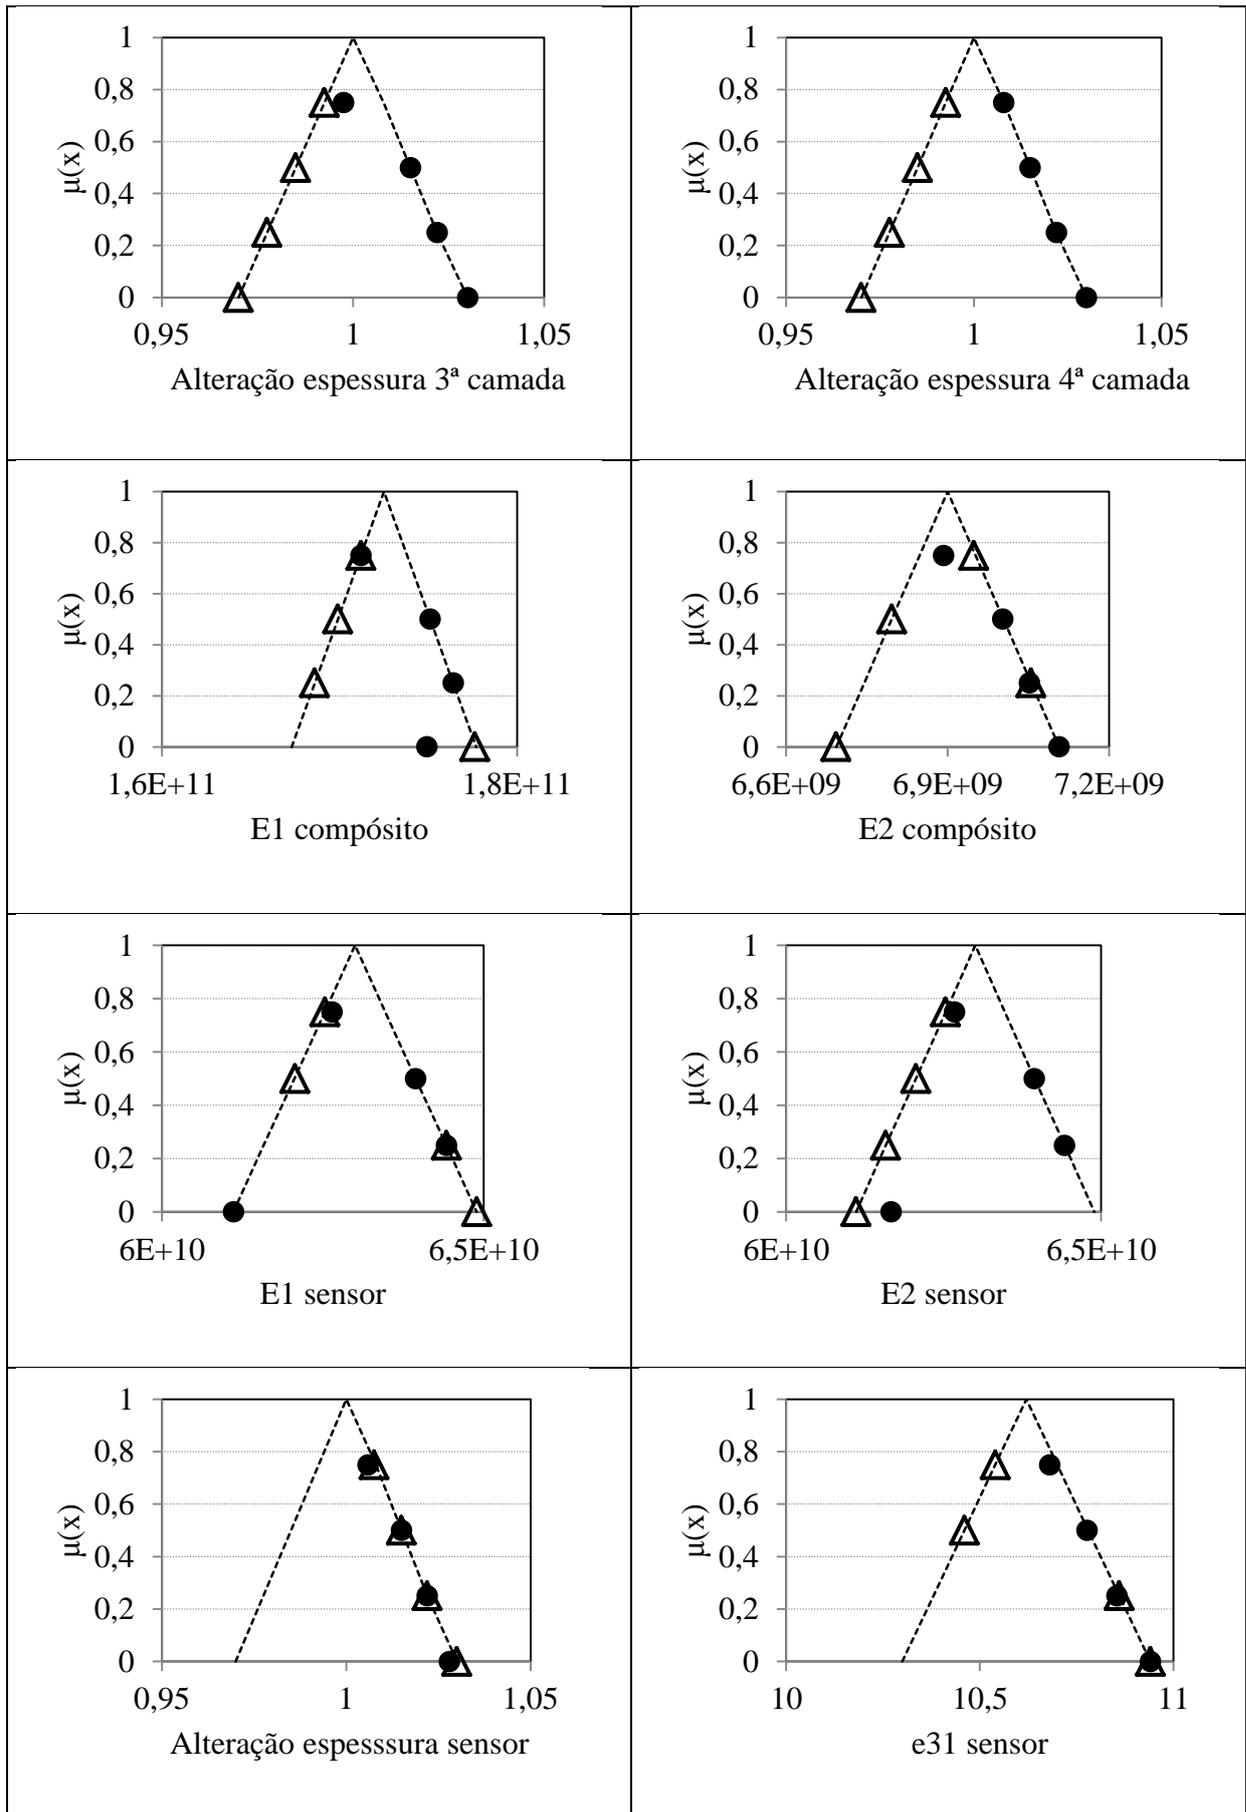 1
0,8
0,6
0,4
0,2
0
μ(x)
0,95 1 1,05
Alteração espessura 3ª camada
1
0,8
0,6
0,4
0,2
0
μ(x)
0,95 1 1,05
Alteração espessura 4ª camada
1
0,8
0,6
0,4
0,2
0
μ(x)
1,6E+11 1,8E+11
E1 compósito
1
0,8
0,6
0,4
0,2
0
μ(x)
6,6E+09 6,9E+09 7,2E+09
E2 compósito
1
0,8
0,6
0,4
0,2
0
μ(x)
6E+10 6,5E+10
E1 sensor
1
0,8
0,6
0,4
0,2
0
μ(x)
6E+10 6,5E+10
E2 sensor
1
0,8
0,6
0,4
0,2
0
μ(x)
0,95 1 1,05
Alteração espesssura sensor
1
0,8
0,6
0,4
0,2
0
μ(x)
10 10,5 11
e31 sensor